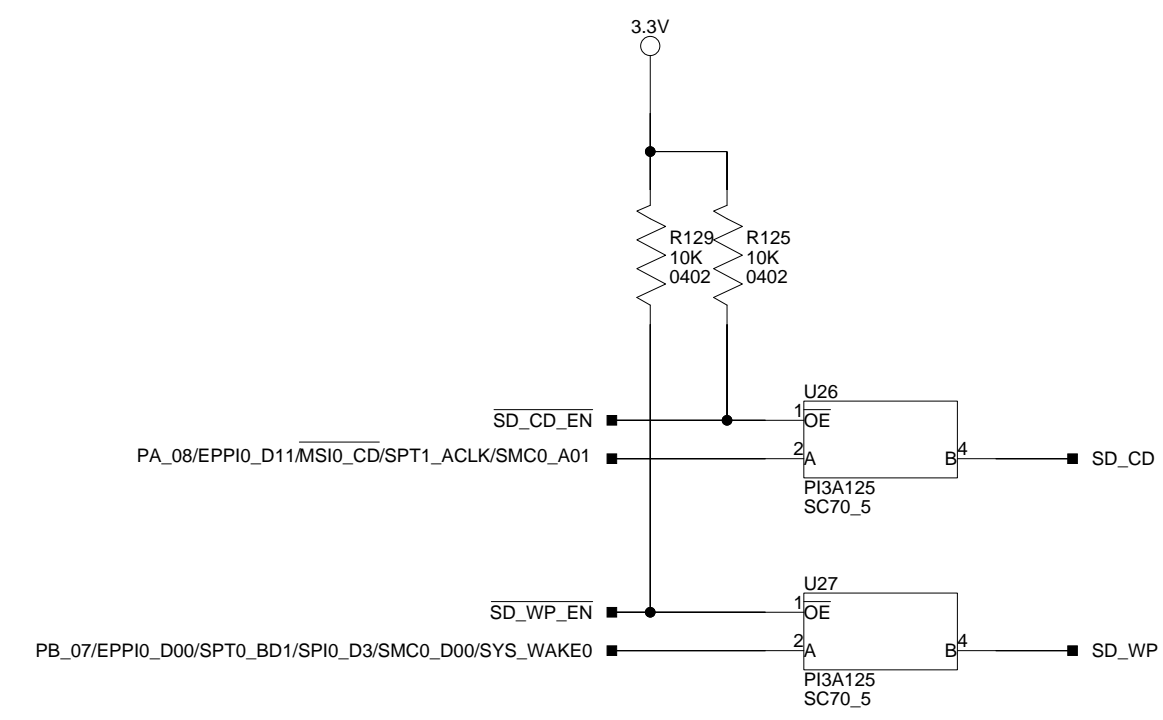 3.3V
R129
10K
0402
R125
10K
0402
U26
SD_CD_EN
1
OE
PA_08/EPPI0_D11/MSI0_CD/SPT1_ACLK/SMC0_A01
2
A
B
4
SD_CD
PI3A125
SC70_5
U27
SD_WP_EN
1
OE
PB_07/EPPI0_D00/SPT0_BD1/SPI0_D3/SMC0_D00/SYS_WAKE0
2
A
B
4
SD_WP
PI3A125
SC70_5